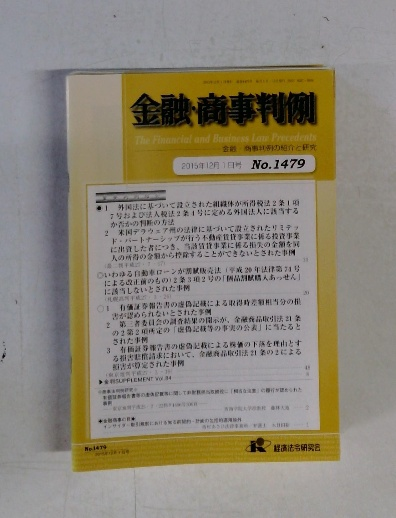 金融・商事判例
The Financial and Business Law Precedents
金融・商事判例の紹介と研究
2015年12月1日号 No.1479
1 外国法に基づいて設立された組織体が所得税法2条1項
7号および法人税法2条4号に定める外国法人に該当する
か否かの判断の方法
2 米国デラウェア州の法律に基づいて設立されたリミテッ
ド・パートナーシップが行う不動産賃貸事業に係る投資事業
に出資した者につき、当該賃貸事業に係る損失の金額を同
人の所得の金額から控除することができないとされた事例
○いわゆる自動車ローンが割賦販売法(平成20年法律第74号
による改正前のもの)2条3項2号の「個品割賦購入あっせん」
に該当しないとされた事例
1 有価証券報告書の虚偽記載による取得時差額相当分の損
害が認められないとされた事例
2 第三者委員会の調査結果の開示が、金融商品取引法21条
の2第2項所定の「虚偽記載等の事実の公表」に当たると
された事例
3 有価証券報告書の虚偽記載による株価の下落を理由とす
る損害賠償請求において、金融商品取引法21条の2による
損害が算定された事例
▶金判SUPPLEMENT Vol.84
No.1479
経済法令研究会